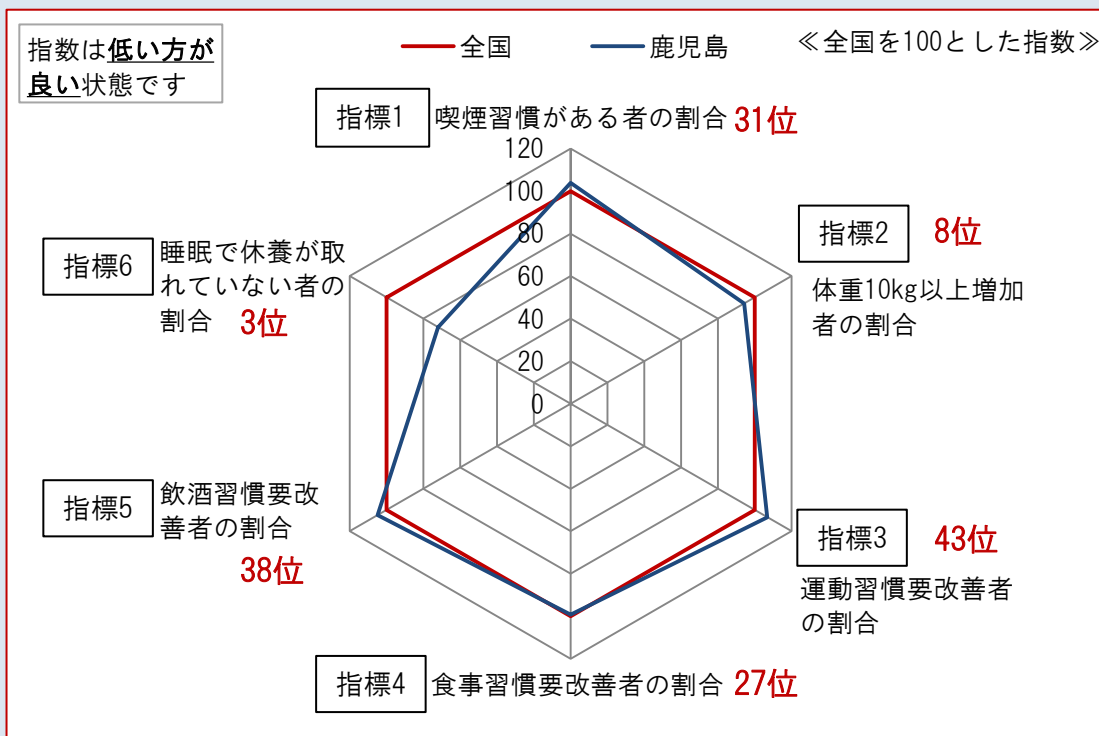 指数は低い方が
良い状態です
全国
鹿児島
≪全国を100とした指数≫
指標1
喫煙習慣がある者の割合
31位
120
100
80
60
40
20
0
指標2
8位
体重10kg以上増加
者の割合
指標3
43位
運動習慣要改善者
の割合
指標4
食事習慣要改善者の割合
27位
指標5
飲酒習慣要改
善者の割合
38位
指標6
睡眠で休養が取
れていない者の
割合
3位